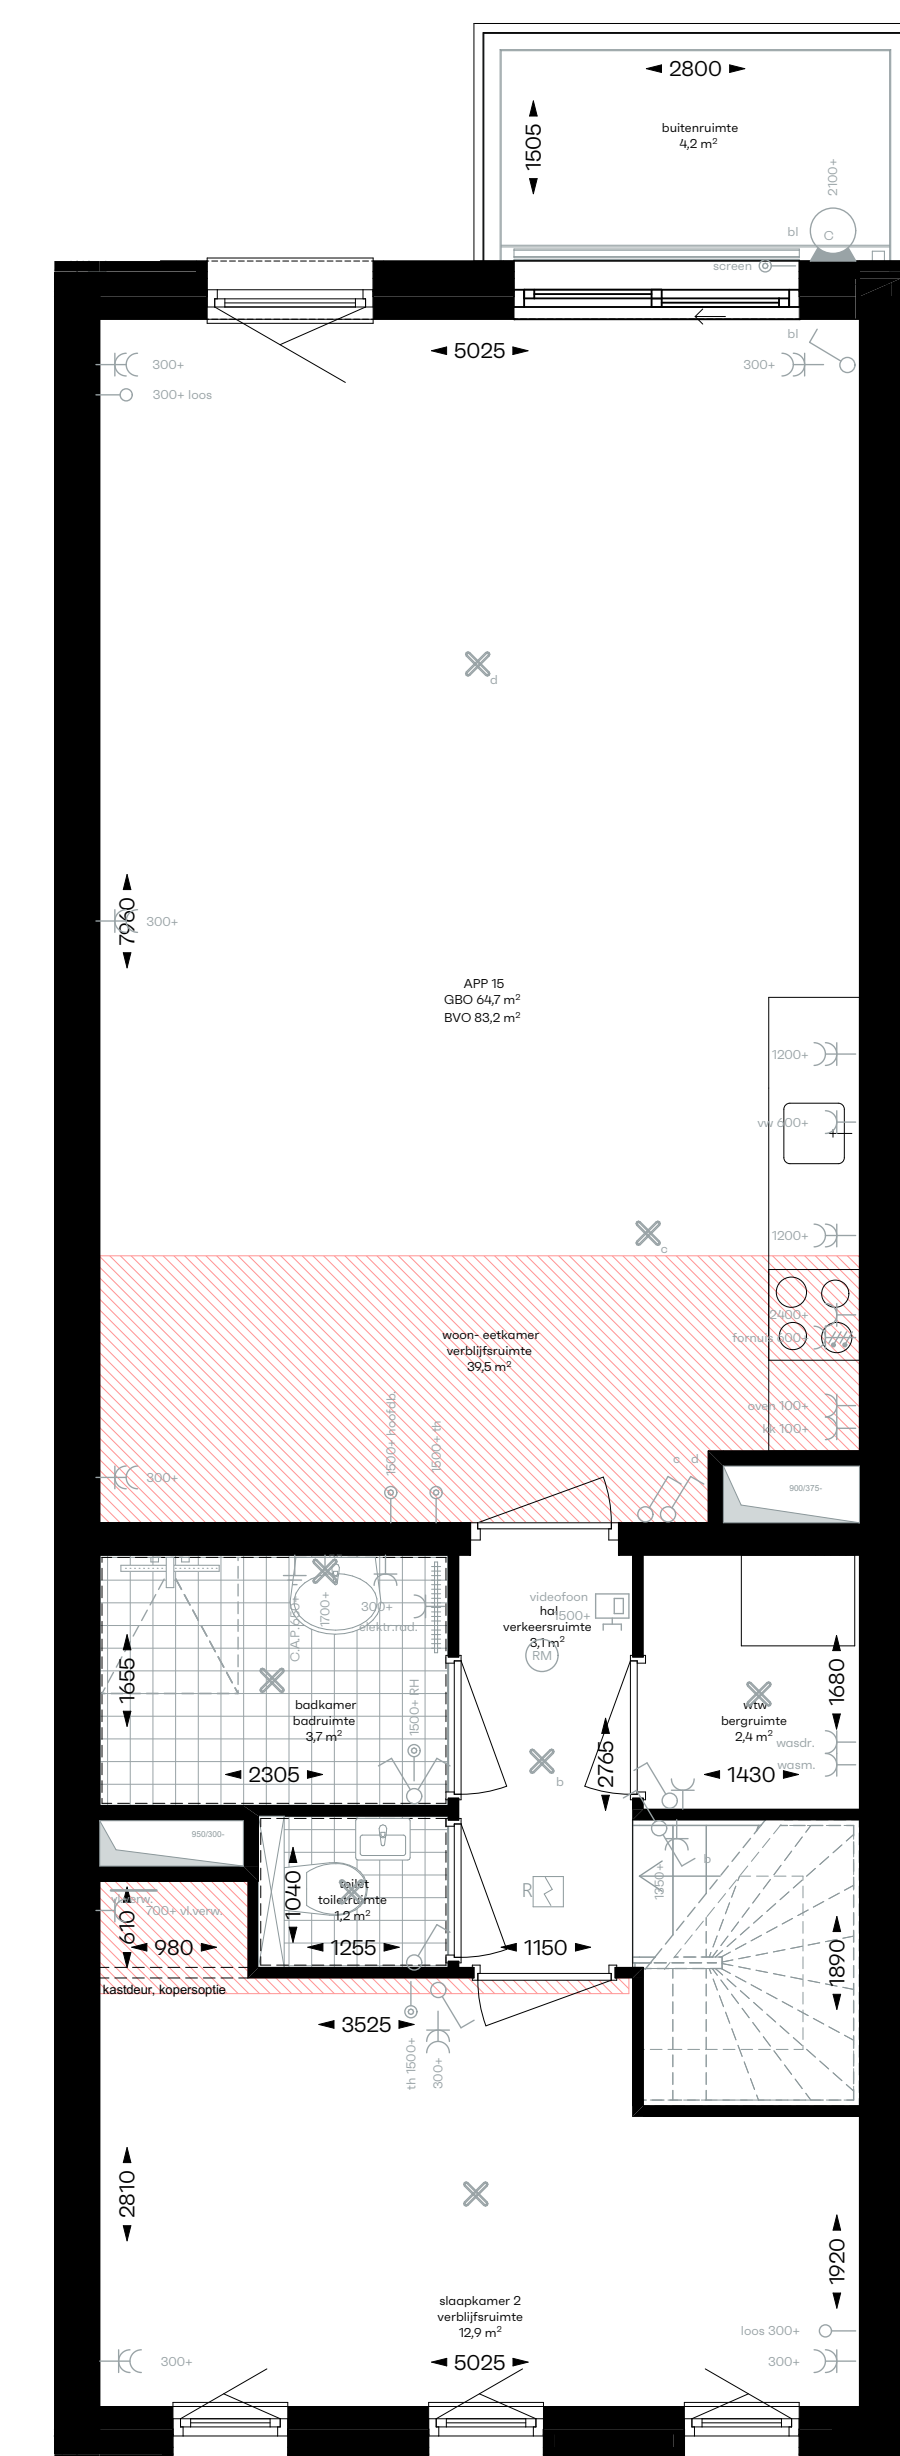 2800
1505
buitenruimte
4,2 m²
2100+
bl
C
screen
5025
bl
300+
300+
300+ loos
d
7960
300+
APP 15
GBO 64,7 m²
BVO 83,2 m²
1200+
vw 600+
1200+
c
2400+
woon- eetkamer
verblijfsruimte
39,5 m²
fornuis 600+
oven 100+
kk 100+
1500+ hoofdb.
1500+ th
c d
300+
900/375-
C.A.P. 650+
1700+
300+
elektr.rad.
videofoon
1500+
hal
verkeersruimte
3,1 m²
RM
1655
badkamer
badruimte
3,7 m²
1500+ RH
2305
2765
b
wtw
bergruimte
2,4 m²
1680
wasdr.
wasm.
1430
950/300-
1350+
b
1040
toilet
toiletruimte
1,2 m²
R
1255
1150
1890
vl.verw.
700+ vl.verw.
610
980
kastdeur, kopersoptie
3525
th 1500+
300+
2810
1920
slaapkamer 2
verblijfsruimte
12,9 m²
loos 300+
300+
5025
300+